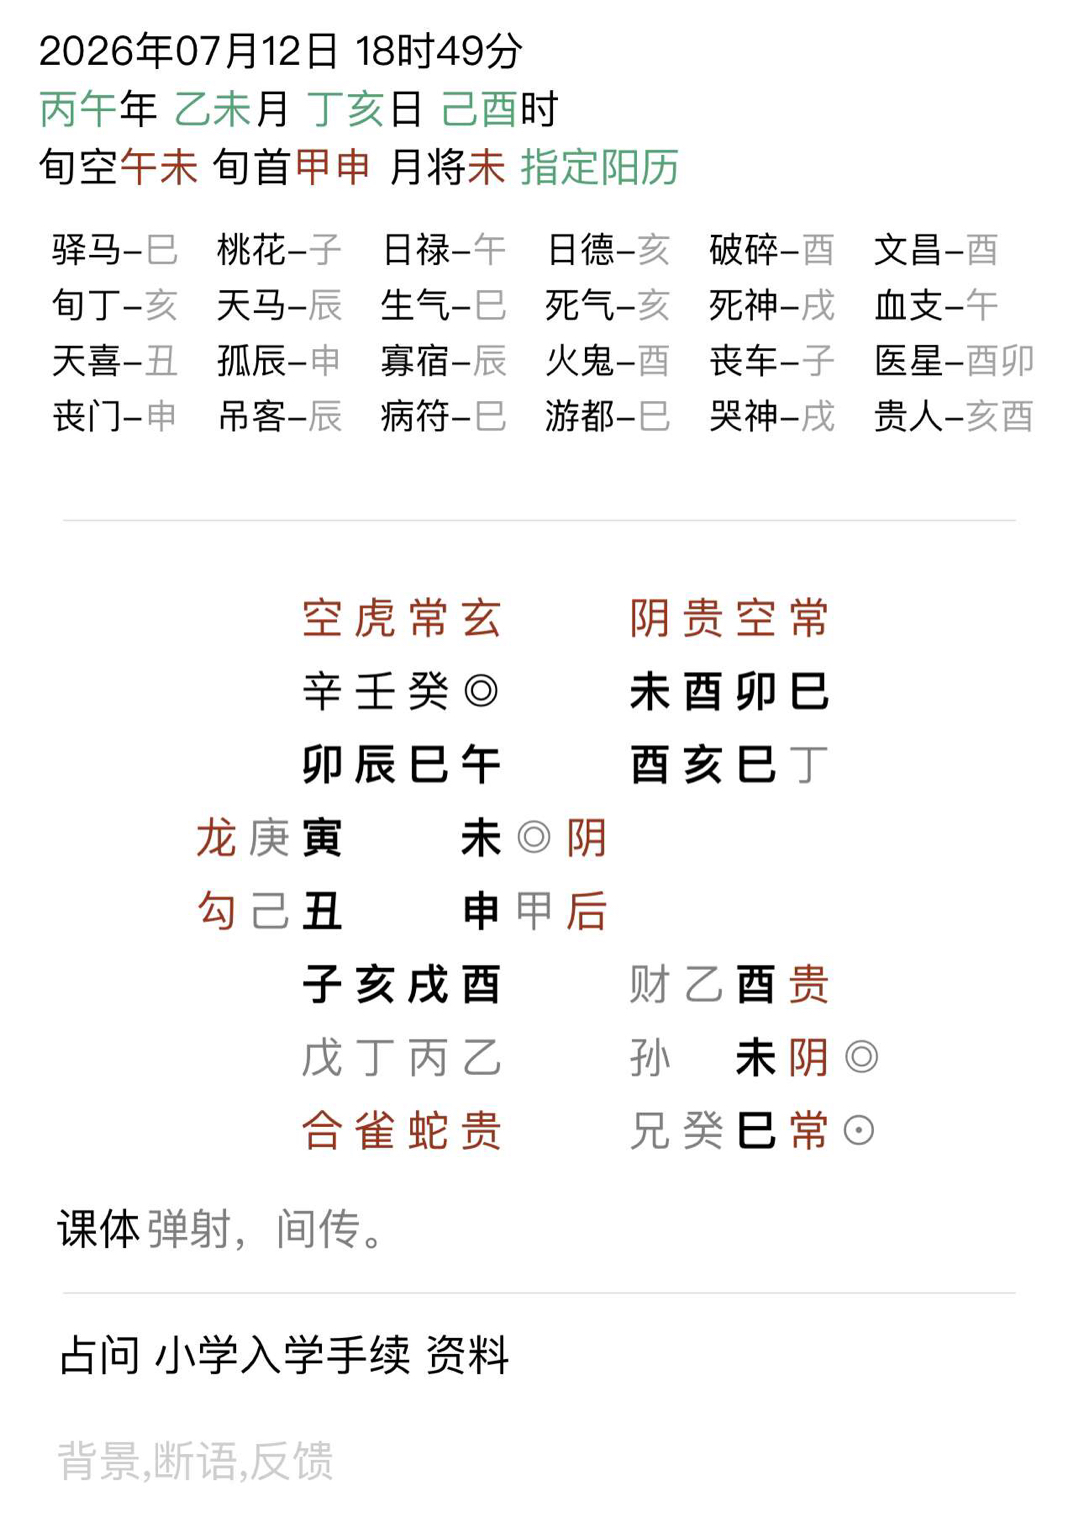 2026年07月12日 18时49分
丙午年 乙未月 丁亥日 己酉时
旬空午未 旬首甲申 月将未 指定阳历
驿马–巳 桃花–子 日禄–午 日德–亥 破碎–酉 文昌–酉
旬丁–亥 天马–辰 生气–巳 死气–亥 死神–戌 血支–午
天喜–丑 孤辰–申 寡宿–辰 火鬼–酉 丧车–子 医星–酉卯
丧门–申 吊客–辰 病符–巳 游都–巳 哭神–戌 贵人–亥酉
空虎常玄 阴贵空常
辛壬癸◎ 未酉卯巳
卯辰巳午 酉亥巳丁
龙庚寅 未◎阴
勾己丑 申甲后
子亥戌酉 财乙酉贵
戊丁丙乙 孙 未阴◎
合雀蛇贵 兄癸巳常⊙
课体 弹射，间传。
占问 小学入学手续 资料
背景,断语,反馈